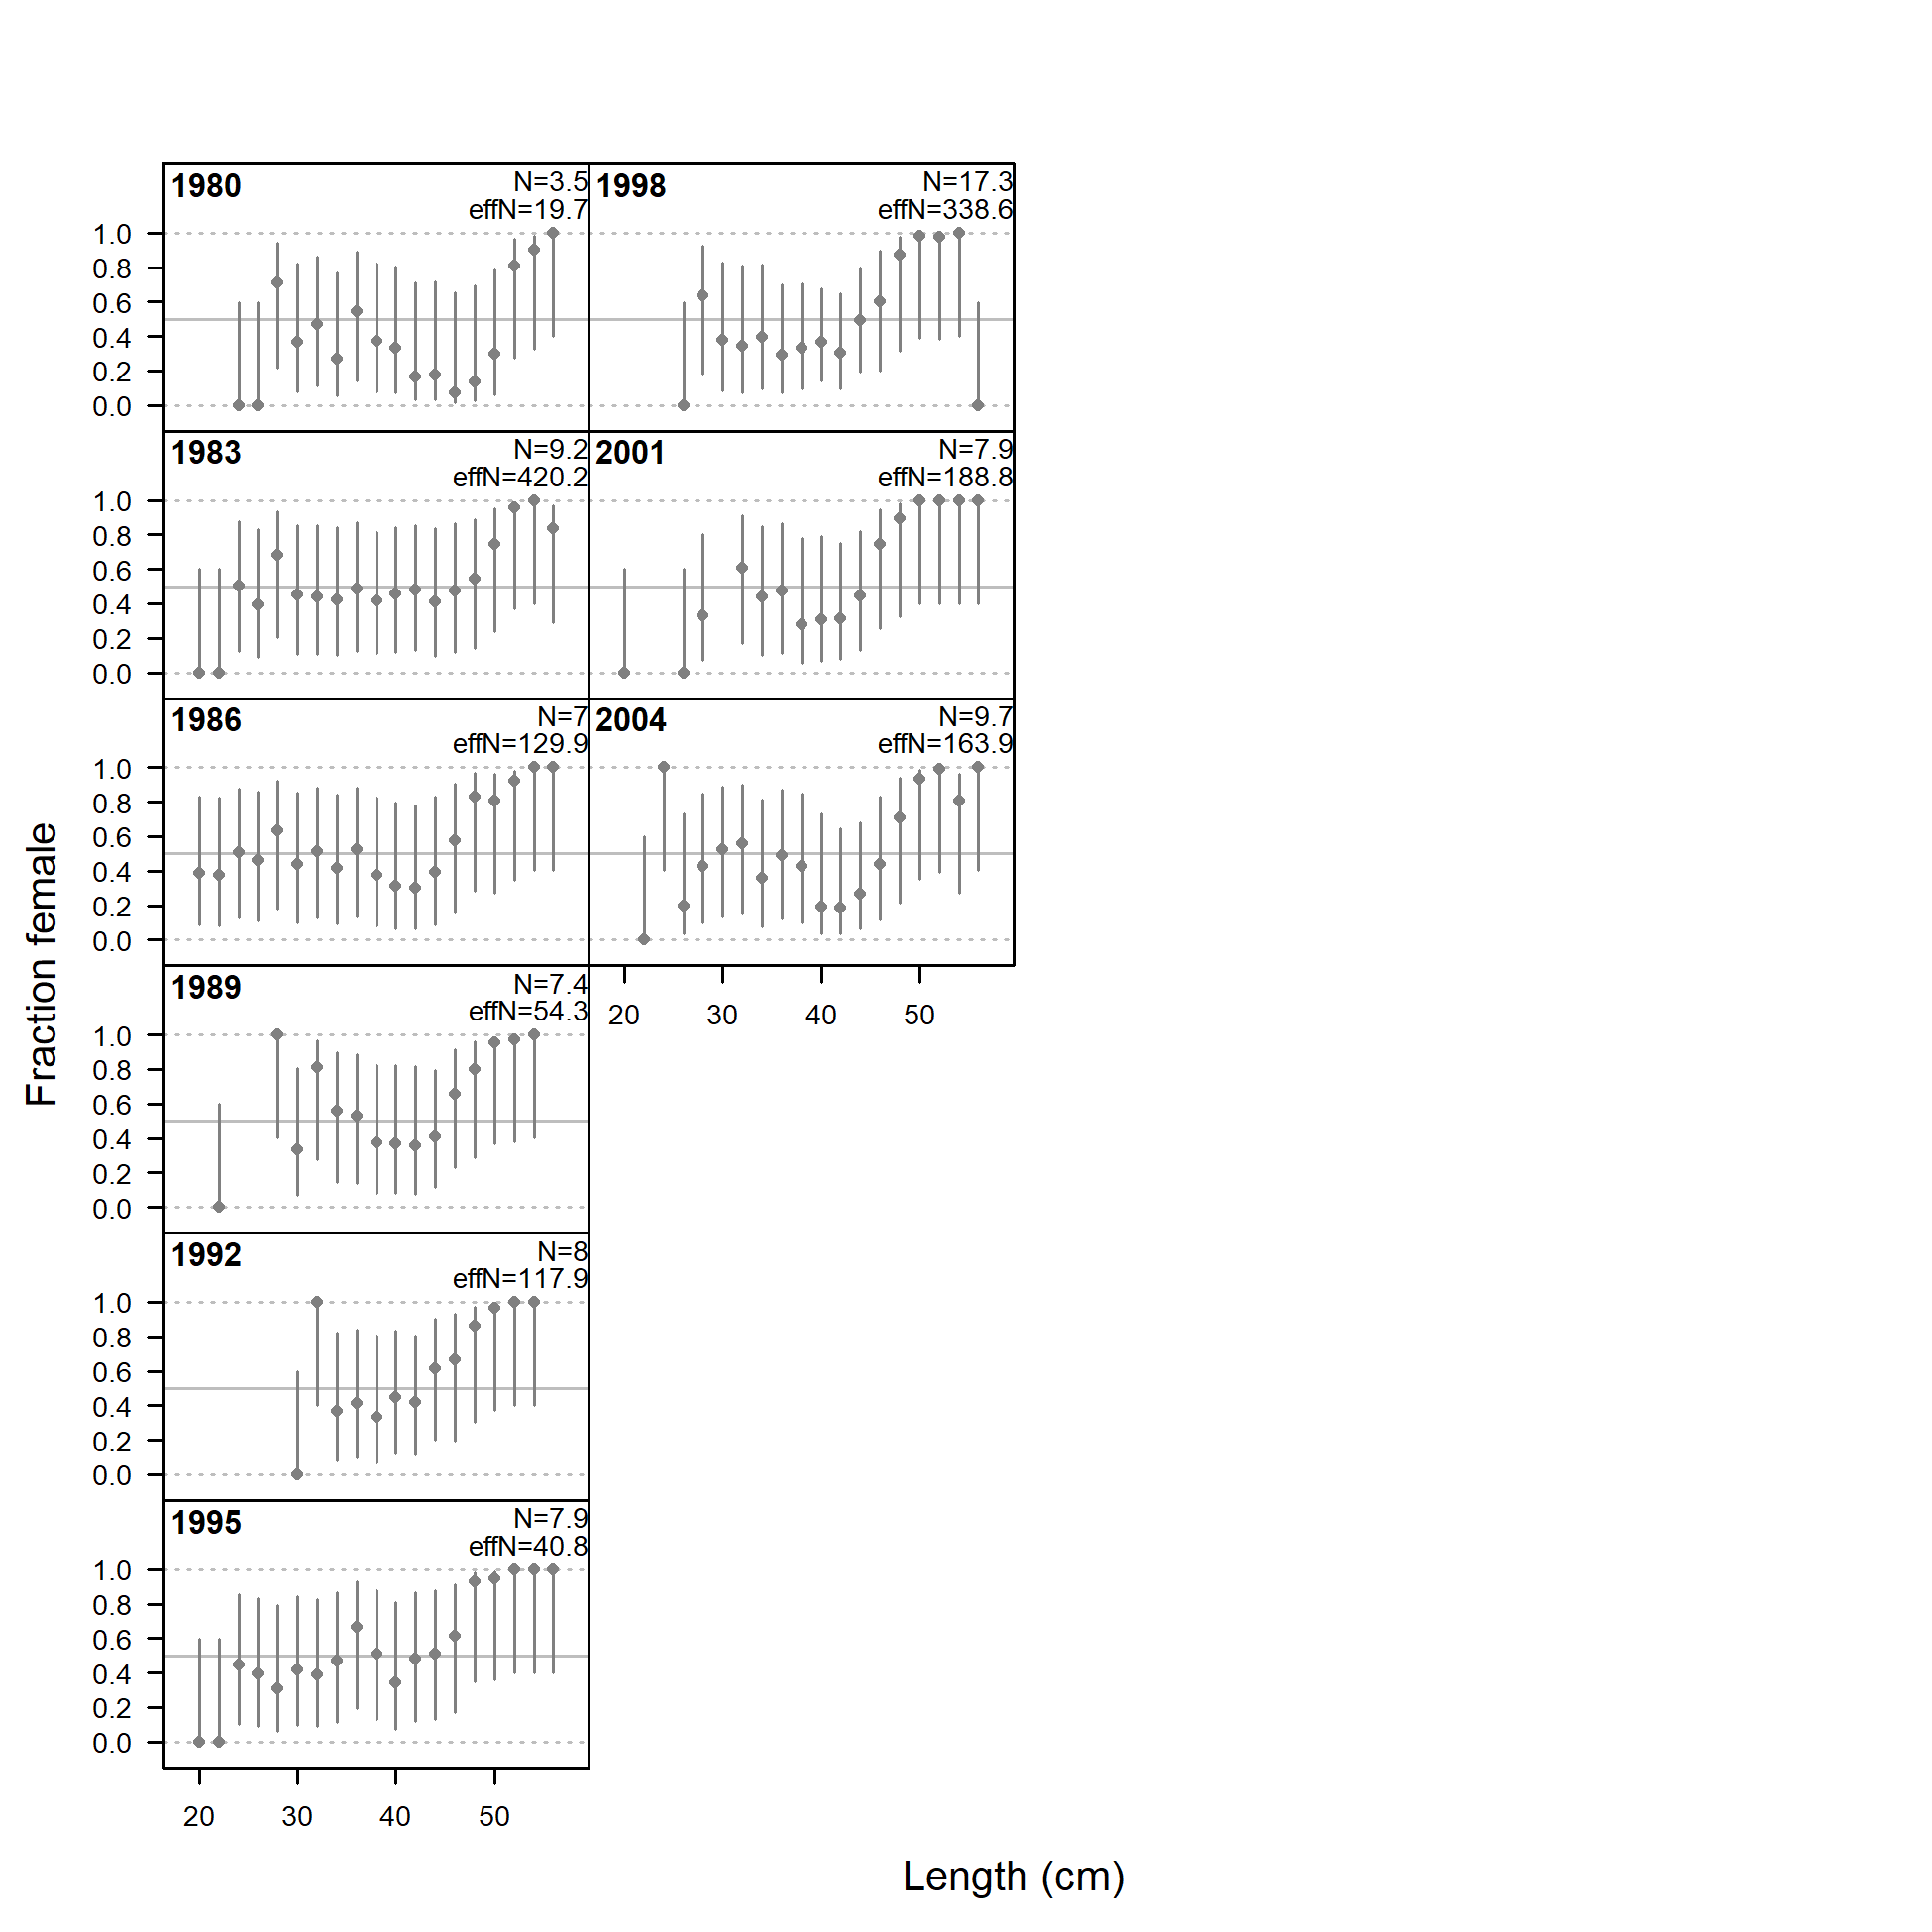 1980
N=3.5
effN=19.7
1.0
0.8
0.6
0.4
0.2
0.0
1998
N=17.3
effN=338.6
1983
N=9.2
effN=420.2
1.0
0.8
0.6
0.4
0.2
0.0
2001
N=7.9
effN=188.8
1986
N=7
effN=129.9
1.0
0.8
0.6
0.4
0.2
0.0
2004
N=9.7
effN=163.9
20 30 40 50
1989
N=7.4
effN=54.3
1.0
0.8
0.6
0.4
0.2
0.0
1992
N=8
effN=117.9
1.0
0.8
0.6
0.4
0.2
0.0
1995
N=7.9
effN=40.8
1.0
0.8
0.6
0.4
0.2
0.0
20 30 40 50
Fraction female
Length (cm)